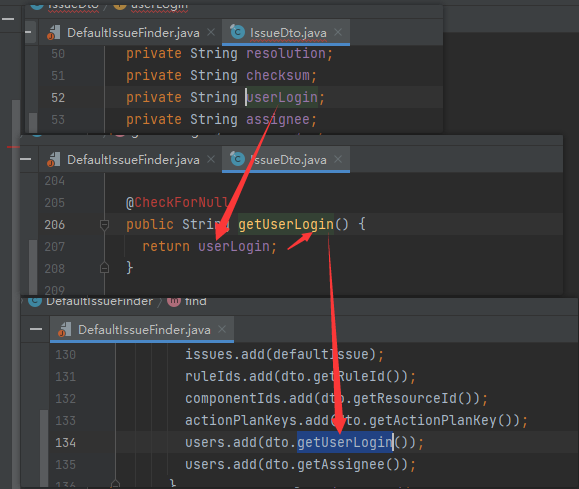 IssueDto userLogin
DefaultIssueFinder.java × IssueDto.java ×
50 private String resolution;
51 private String checksum;
52 private String userLogin;
53 private String assignee;
DefaultIssueFinder.java × IssueDto.java ×
204
205 @CheckForNull
206 public String getUserLogin() {
207 return userLogin;
208 }
209
DefaultIssueFinder find
DefaultIssueFinder.java ×
130 issues.add(defaultIssue);
131 ruleIds.add(dto.getRuleId());
132 componentIds.add(dto.getResourceId());
133 actionPlanKeys.add(dto.getActionPlanKey());
134 users.add(dto.getUserLogin());
135 users.add(dto.getAssignee());
136 }